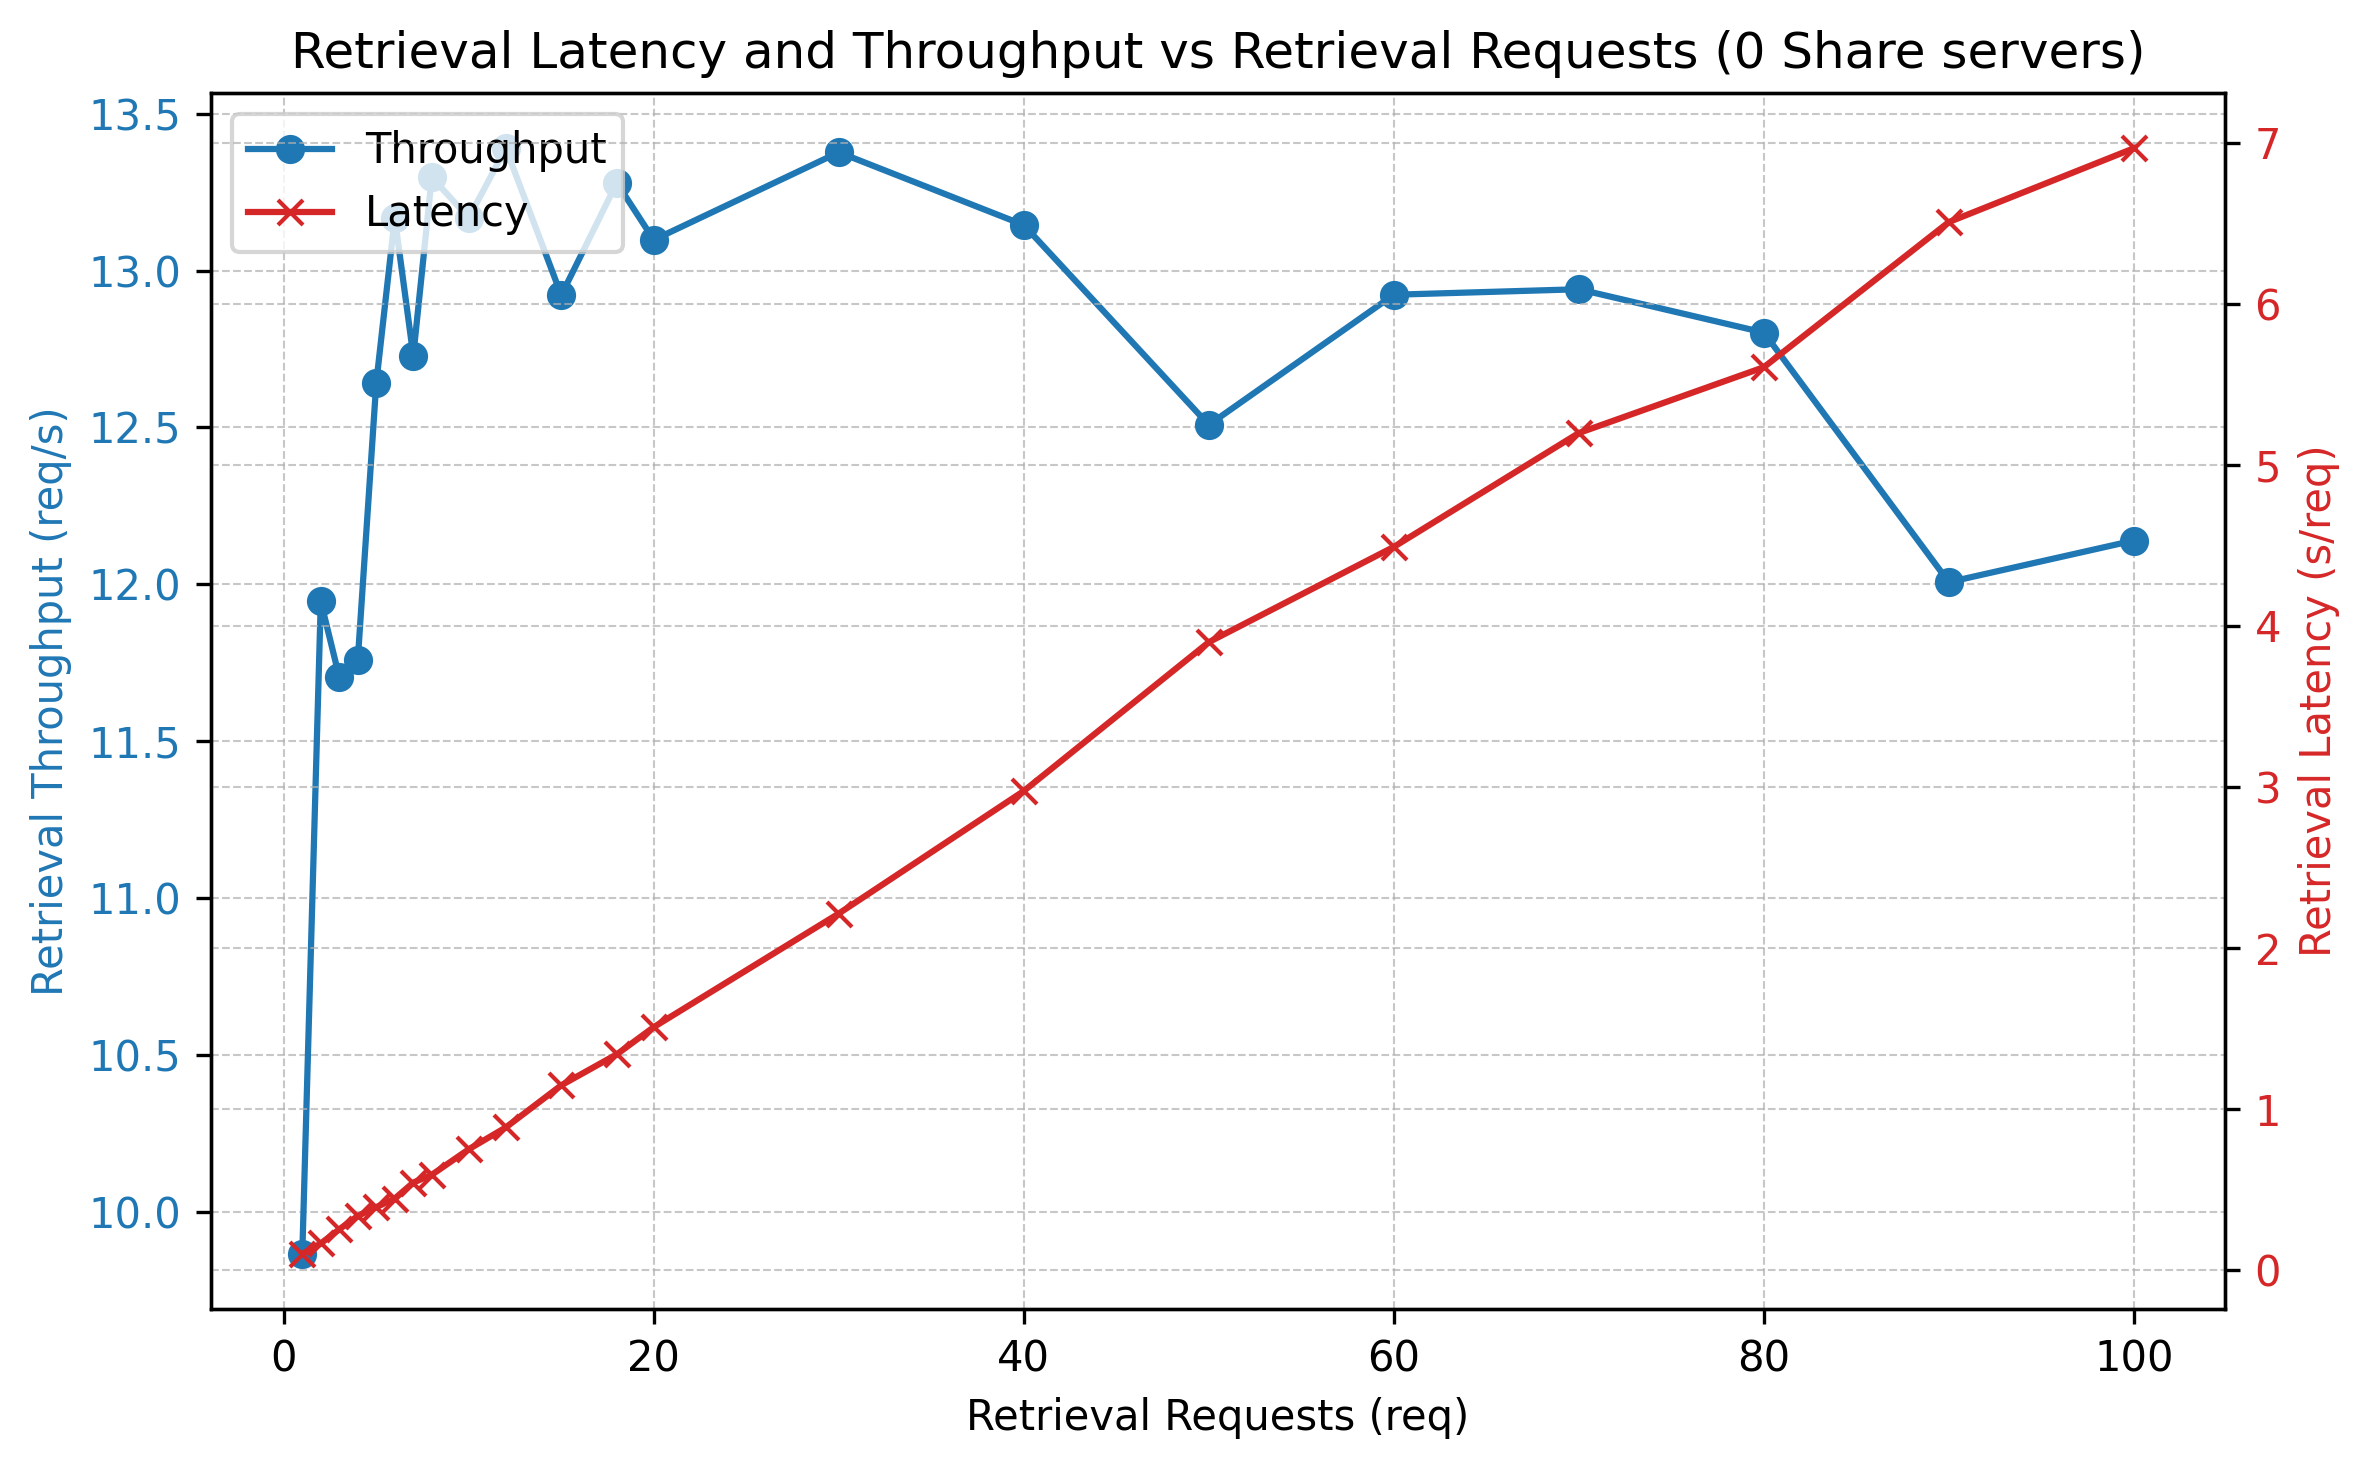 Retrieval Latency and Throughput vs Retrieval Requests (0 Share servers)
Throughput
Latency
13.5
13.0
12.5
12.0
11.5
11.0
10.5
10.0
Retrieval Throughput (req/s)
7
6
5
4
3
2
1
0
Retrieval Latency (s/req)
0 20 40 60 80 100
Retrieval Requests (req)